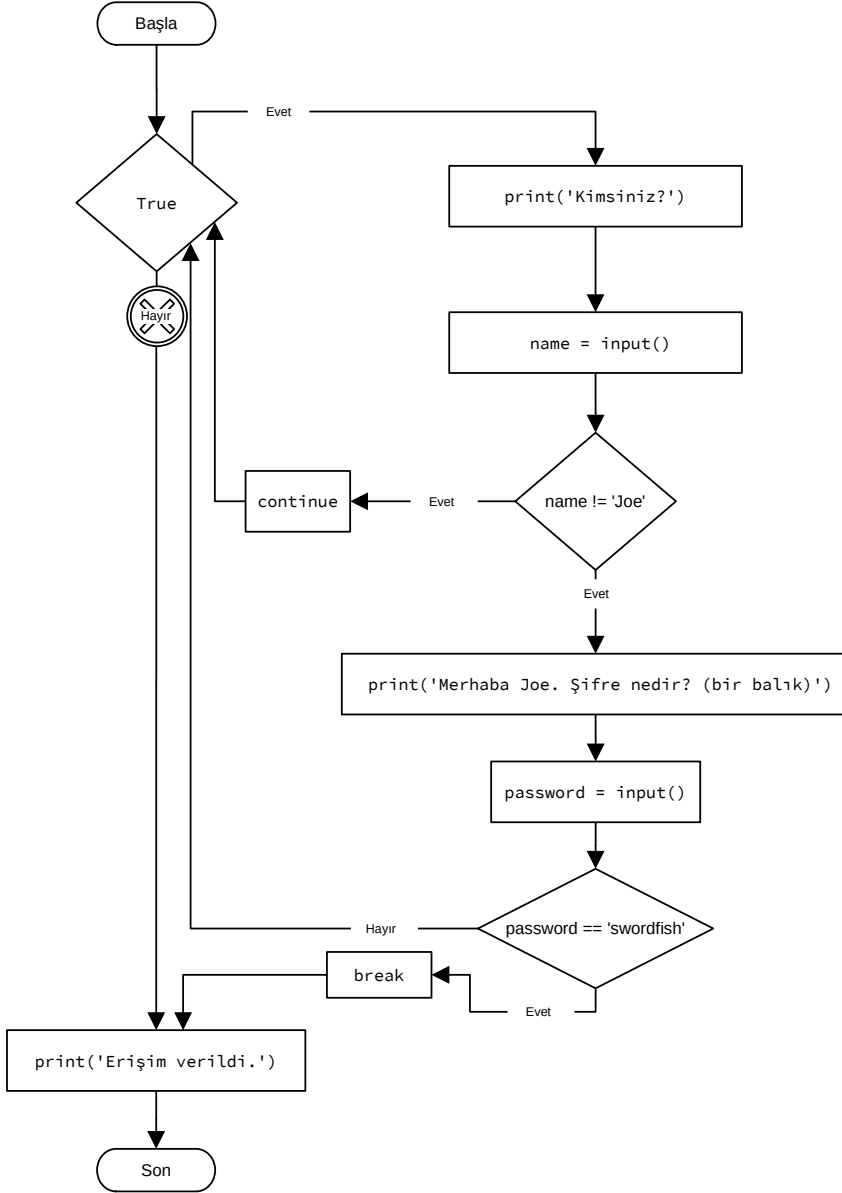 Başla
Evet
True
print('Kimsiniz?')
Hayır
name = input()
name != 'Joe'
Evet
continue
Evet
print('Merhaba Joe. Şifre nedir? (bir balık)')
password = input()
password == 'swordfish'
Hayır
break
Evet
print('Erişim verildi.')
Son